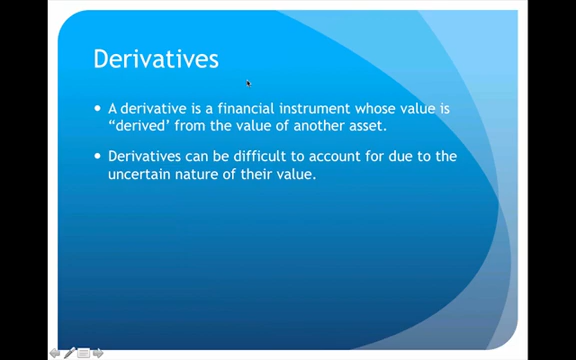 Derivatives
A derivative is a financial instrument whose value is
“derived’ from the value of another asset.
Derivatives can be difficult to account for due to the
uncertain nature of their value.